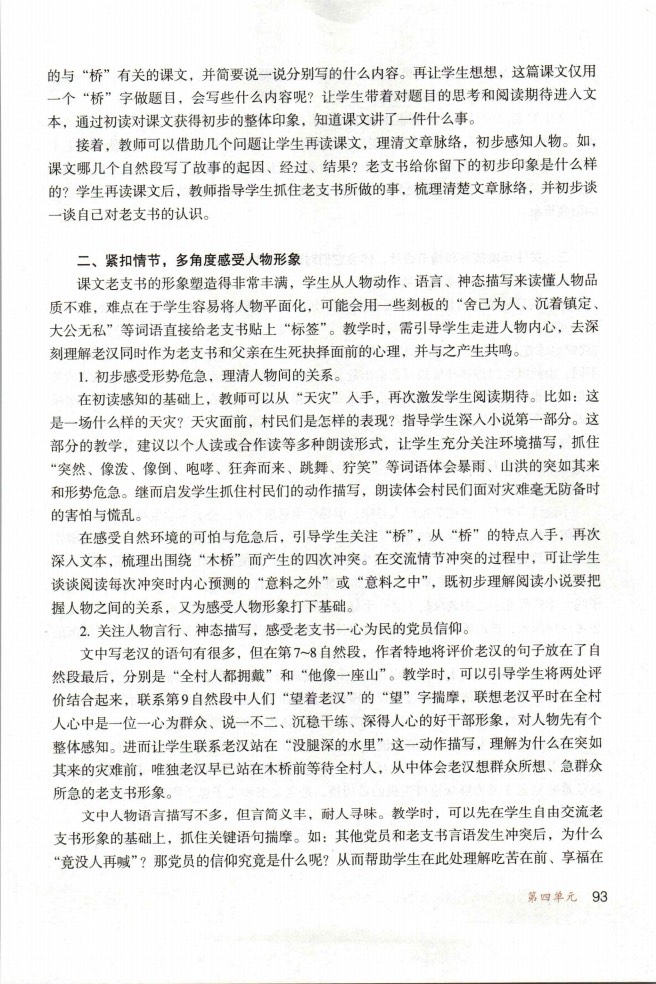 的与“桥”有关的课文，并简要说一说分别写的什么内容。再让学生想想，这篇课文仅用
一个“桥”字做题目，会写些什么内容呢？让学生带着对题目的思考和阅读期待进入文
本，通过初读对课文获得初步的整体印象，知道课文讲了一件什么事。
接着，教师可以借助几个问题让学生再读课文，理清文章脉络，初步感知人物。如，
课文哪几个自然段写了故事的起因、经过、结果？老支书给你留下的初步印象是什么样
的？学生再读课文后，教师指导学生抓住老支书所做的事，梳理清楚文章脉络，并初步谈
一谈自己对老支书的认识。
二、紧扣情节，多角度感受人物形象
课文老支书的形象塑造得非常丰满，学生从人物动作、语言、神态描写来读懂人物品
质不难，难点在于学生容易将人物平面化，可能会用一些刻板的“舍己为人、沉着镇定、
大公无私”等词语直接给老支书贴上“标签”。教学时，需引导学生走进人物内心，去深
刻理解老汉同时作为老支书和父亲在生死抉择面前的心理，并与之产生共鸣。
1. 初步感受形势危急，理清人物间的关系。
在初读感知的基础上，教师可以从“天灾”入手，再次激发学生阅读期待。比如：这
是一场什么样的天灾？天灾面前，村民们是怎样的表现？指导学生深入小说第一部分。这
部分的教学，建议以个人读或合作读等多种朗读形式，让学生充分关注环境描写，抓住
“突然、像泼、像倒、咆哮、狂奔而来、跳舞、狞笑”等词语体会暴雨、山洪的突如其来
和形势危急。继而启发学生抓住村民们的动作描写，朗读体会村民们面对灾难毫无防备时
的害怕与慌乱。
在感受自然环境的可怕与危急后，引导学生关注“桥”，从“桥”的特点入手，再次
深入文本，梳理出围绕“木桥”而产生的四次冲突。在交流情节冲突的过程中，可让学生
谈谈阅读每次冲突时内心预测的“意料之外”或“意料之中”，既初步理解阅读小说要把
握人物之间的关系，又为感受人物形象打下基础。
2. 关注人物言行、神态描写，感受老支书一心为民的党员信仰。
文中写老汉的语句有很多，但在第7~8自然段，作者特地将评价老汉的句子放在了自
然段最后，分别是“全村人都拥戴”和“他像一座山”。教学时，可以引导学生将两处评
价结合起来，联系第9自然段中人们“望着老汉”的“望”字揣摩，联想老汉平时在全村
人心中是一位一心为群众、说一不二、沉稳干练、深得人心的好干部形象，对人物先有个
整体感知。进而让学生联系老汉站在“没腿深的水里”这一动作描写，理解为什么在突如
其来的灾难前，唯独老汉早已站在木桥前等待全村人，从中体会老汉想群众所想、急群众
所急的老支书形象。
文中人物语言描写不多，但言简义丰，耐人寻味。教学时，可以先在学生自由交流老
支书形象的基础上，抓住关键语句揣摩。如：其他党员和老支书言语发生冲突后，为什么
“竟没人再喊”？那党员的信仰究竟是什么呢？从而帮助学生在此处理解吃苦在前、享福在
第四单元 93